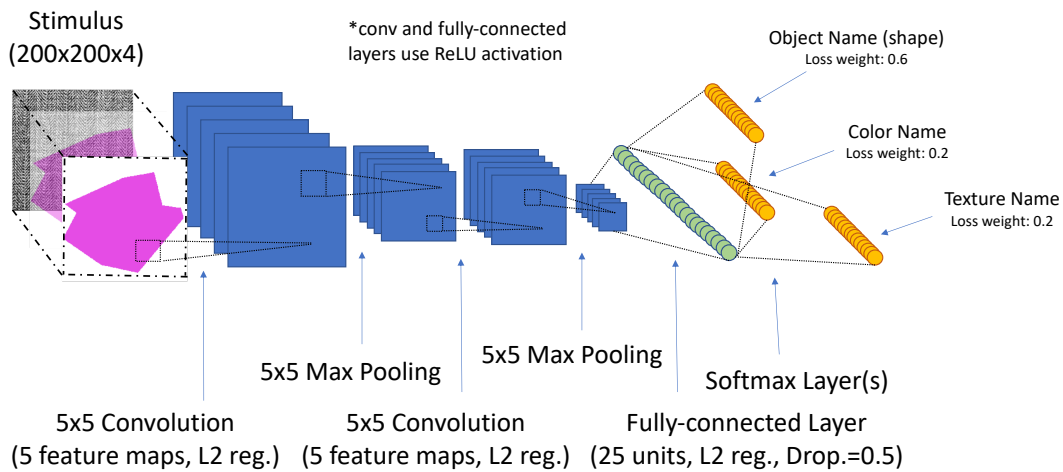 Stimulus
(200x200x4)
*conv and fully-connected
layers use ReLU activation
Object Name (shape)
Loss weight: 0.6
Color Name
Loss weight: 0.2
Texture Name
Loss weight: 0.2
5x5 Max Pooling
5x5 Max Pooling
Softmax Layer(s)
5x5 Convolution
(5 feature maps, L2 reg.)
5x5 Convolution
(5 feature maps, L2 reg.)
Fully-connected Layer
(25 units, L2 reg., Drop.=0.5)